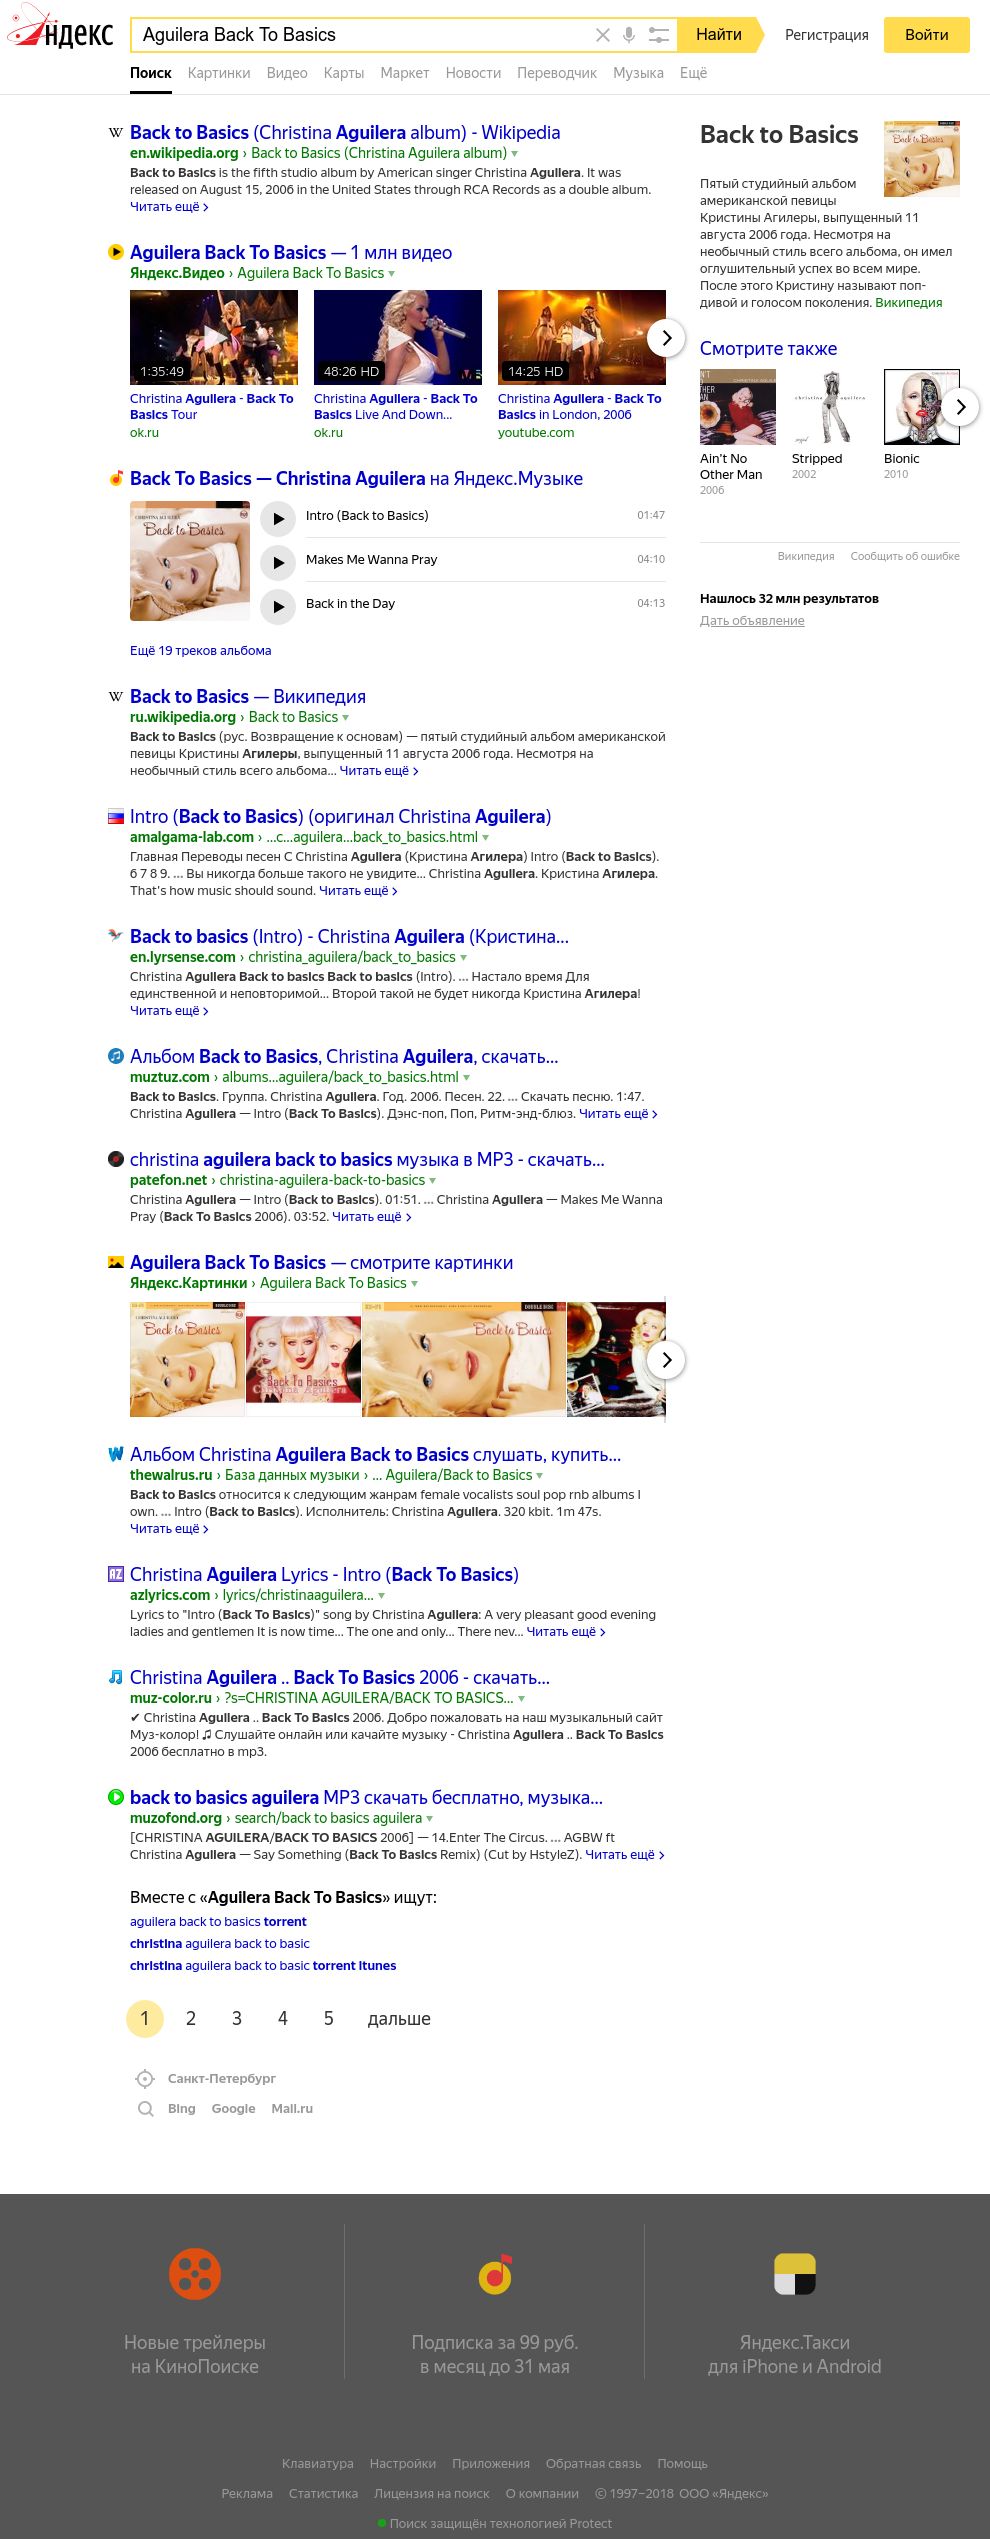 Яндекс
Aguilera Back To Basics
Найти
Регистрация
Войти
Поиск Картинки Видео Карты Маркет Новости Переводчик Музыка Ещё
Back to Basics (Christina Aguilera album) - Wikipedia
en.wikipedia.org › Back to Basics (Christina Aguilera album)
Back to Basics is the fifth studio album by American singer Christina Aguilera. It was
released on August 15, 2006 in the United States through RCA Records as a double album.
Читать ещё
Aguilera Back To Basics — 1 млн видео
Яндекс.Видео › Aguilera Back To Basics
1:35:49
48:26 HD
14:25 HD
Christina Aguilera - Back To
Basics Tour
ok.ru
Christina Aguilera - Back To
Basics Live And Down...
ok.ru
Christina Aguilera - Back To
Basics in London, 2006
youtube.com
Back To Basics — Christina Aguilera на Яндекс.Музыке
CHRISTINA AGUILERA
Back to Basics
Intro (Back to Basics) 01:47
Makes Me Wanna Pray 04:10
Back in the Day 04:13
Ещё 19 треков альбома
Back to Basics — Википедия
ru.wikipedia.org › Back to Basics
Back to Basics (рус. Возвращение к основам) — пятый студийный альбом американской
певицы Кристины Агилеры, выпущенный 11 августа 2006 года. Несмотря на
необычный стиль всего альбома... Читать ещё
Intro (Back to Basics) (оригинал Christina Aguilera)
amalgama-lab.com › ...c...aguilera...back_to_basics.html
Главная Переводы песен C Christina Aguilera (Кристина Агилера) Intro (Back to Basics).
6 7 8 9. ... Вы никогда больше такого не увидите... Christina Aguilera. Кристина Агилера.
That's how music should sound. Читать ещё
Back to basics (Intro) - Christina Aguilera (Кристина...
en.lyrsense.com › christina_aguilera/back_to_basics
Christina Aguilera Back to basics Back to basics (Intro). ... Настало время Для
единственной и неповторимой... Второй такой не будет никогда Кристина Агилера!
Читать ещё
Альбом Back to Basics, Christina Aguilera, скачать...
muztuz.com › albums...aguilera/back_to_basics.html
Back to Basics. Группа. Christina Aguilera. Год. 2006. Песен. 22. ... Скачать песню. 1:47.
Christina Aguilera — Intro (Back To Basics). Дэнс-поп, Поп, Ритм-энд-блюз. Читать ещё
christina aguilera back to basics музыка в MP3 - скачать...
patefon.net › christina-aguilera-back-to-basics
Christina Aguilera — Intro (Back to Basics). 01:51. ... Christina Aguilera — Makes Me Wanna
Pray (Back To Basics 2006). 03:52. Читать ещё
Aguilera Back To Basics — смотрите картинки
Яндекс.Картинки › Aguilera Back To Basics
CHRISTINA AGUILERA
Back to Basics
Back To Basics
Christina Aguilera
DOUBLE DISC
Back to Basics
Альбом Christina Aguilera Back to Basics слушать, купить...
thewalrus.ru › База данных музыки › ... Aguilera/Back to Basics
Back to Basics относится к следующим жанрам female vocalists soul pop rnb albums I
own. ... Intro (Back to Basics). Исполнитель: Christina Aguilera. 320 kbit. 1m 47s.
Читать ещё
AZ
Christina Aguilera Lyrics - Intro (Back To Basics)
azlyrics.com › lyrics/christinaaguilera...
Lyrics to "Intro (Back To Basics)" song by Christina Aguilera: A very pleasant good evening
ladies and gentlemen It is now time... The one and only... There nev... Читать ещё
Christina Aguilera .. Back To Basics 2006 - скачать...
muz-color.ru › ?s=CHRISTINA AGUILERA/BACK TO BASICS...
✔ Christina Aguilera .. Back To Basics 2006. Добро пожаловать на наш музыкальный сайт
Муз-колор! ♫ Слушайте онлайн или качайте музыку - Christina Aguilera .. Back To Basics
2006 бесплатно в mp3.
back to basics aguilera MP3 скачать бесплатно, музыка...
muzofond.org › search/back to basics aguilera
[CHRISTINA AGUILERA/BACK TO BASICS 2006] — 14.Enter The Circus. ... AGBW ft
Christina Aguilera — Say Something (Back To Basics Remix) (Cut by HstyleZ). Читать ещё
Вместе с «Aguilera Back To Basics» ищут:
aguilera back to basics torrent
christina aguilera back to basic
christina aguilera back to basic torrent itunes
1 2 3 4 5 дальше
Санкт-Петербург
Bing Google Mail.ru
Back to Basics
Back to Basics
Пятый студийный альбом
американской певицы
Кристины Агилеры, выпущенный 11
августа 2006 года. Несмотря на
необычный стиль всего альбома, он имел
оглушительный успех во всем мире.
После этого Кристину называют поп-
дивой и голосом поколения. Википедия
Смотрите также
christina aguilera
Ain't No
Other Man
2006
Stripped
2002
Bionic
2010
Википедия Сообщить об ошибке
Нашлось 32 млн результатов
Дать объявление
Новые трейлеры
на КиноПоиске
Подписка за 99 руб.
в месяц до 31 мая
Яндекс.Такси
для iPhone и Android
Клавиатура Настройки Приложения Обратная связь Помощь
Реклама Статистика Лицензия на поиск О компании © 1997–2018 ООО «Яндекс»
Поиск защищён технологией Protect